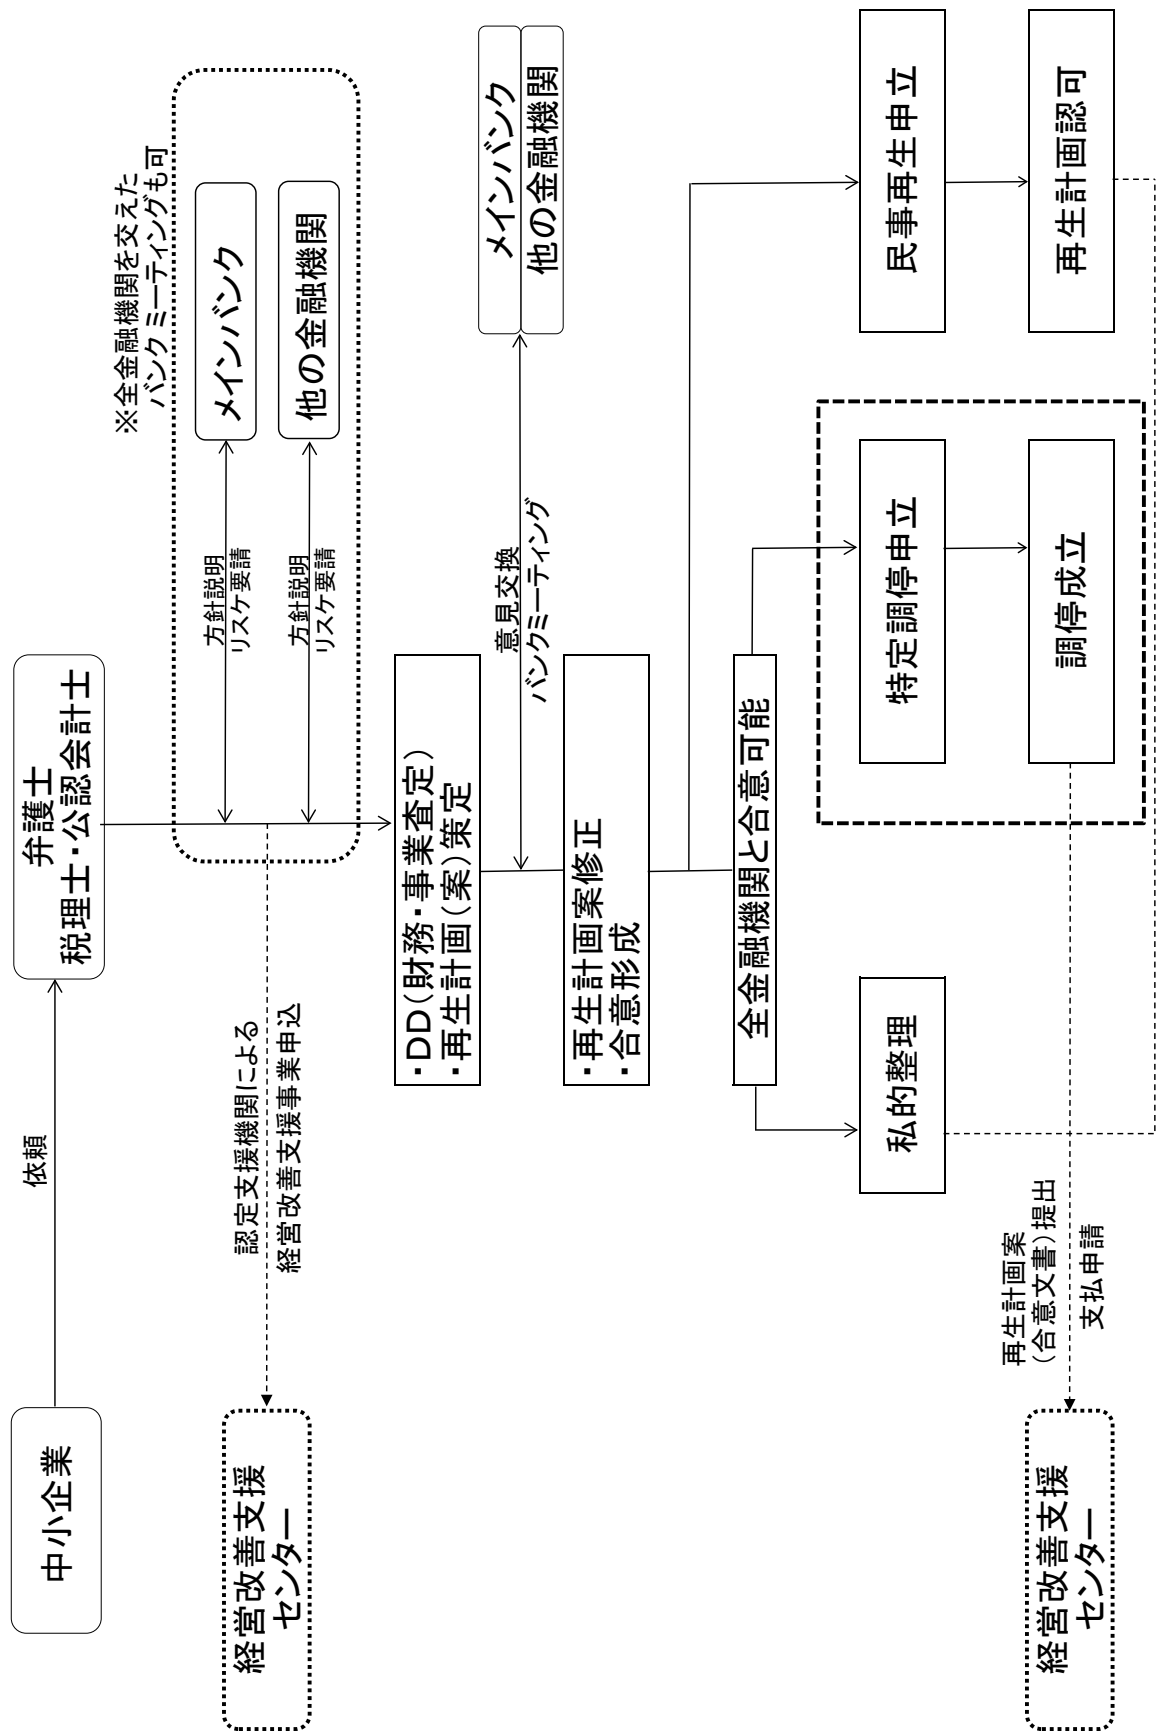 中小企業
依頼
弁護士
税理士・公認会計士
※全金融機関を交えた
バンクミーティングも可
方針説明
リスケ要請
メインバンク
方針説明
リスケ要請
他の金融機関
認定支援機関による
経営改善支援事業申込
経営改善支援
センター
・DD(財務・事業査定)
・再生計画(案)策定
意見交換
バンクミーティング
メインバンク
他の金融機関
・再生計画案修正
・合意形成
全金融機関と合意可能
私的整理
特定調停申立
民事再生申立
調停成立
再生計画認可
再生計画案
(合意文書)提出
支払申請
経営改善支援
センター